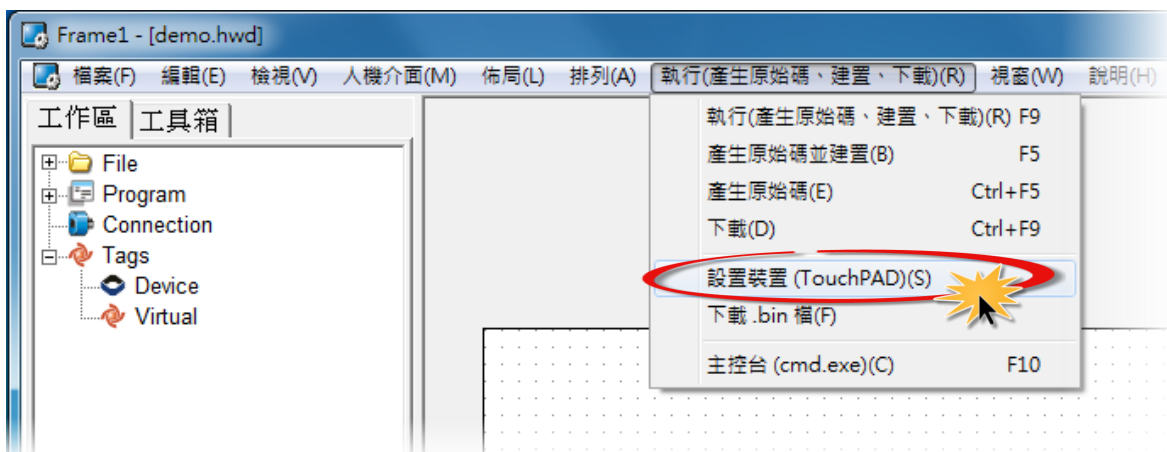 Frame1 - [demo.hwd]
檔案(F) 編輯(E) 檢視(V) 人機介面(M) 佈局(L) 排列(A) 執行(產生原始碼、建置、下載)(R) 視窗(W) 說明(H)
工作區 工具箱
File
Program
Connection
Tags
Device
Virtual
執行(產生原始碼、建置、下載)(R) F9
產生原始碼並建置(B) F5
產生原始碼(E) Ctrl+F5
下載(D) Ctrl+F9
設置裝置 (TouchPAD)(S)
下載 .bin 檔(F)
主控台 (cmd.exe)(C) F10